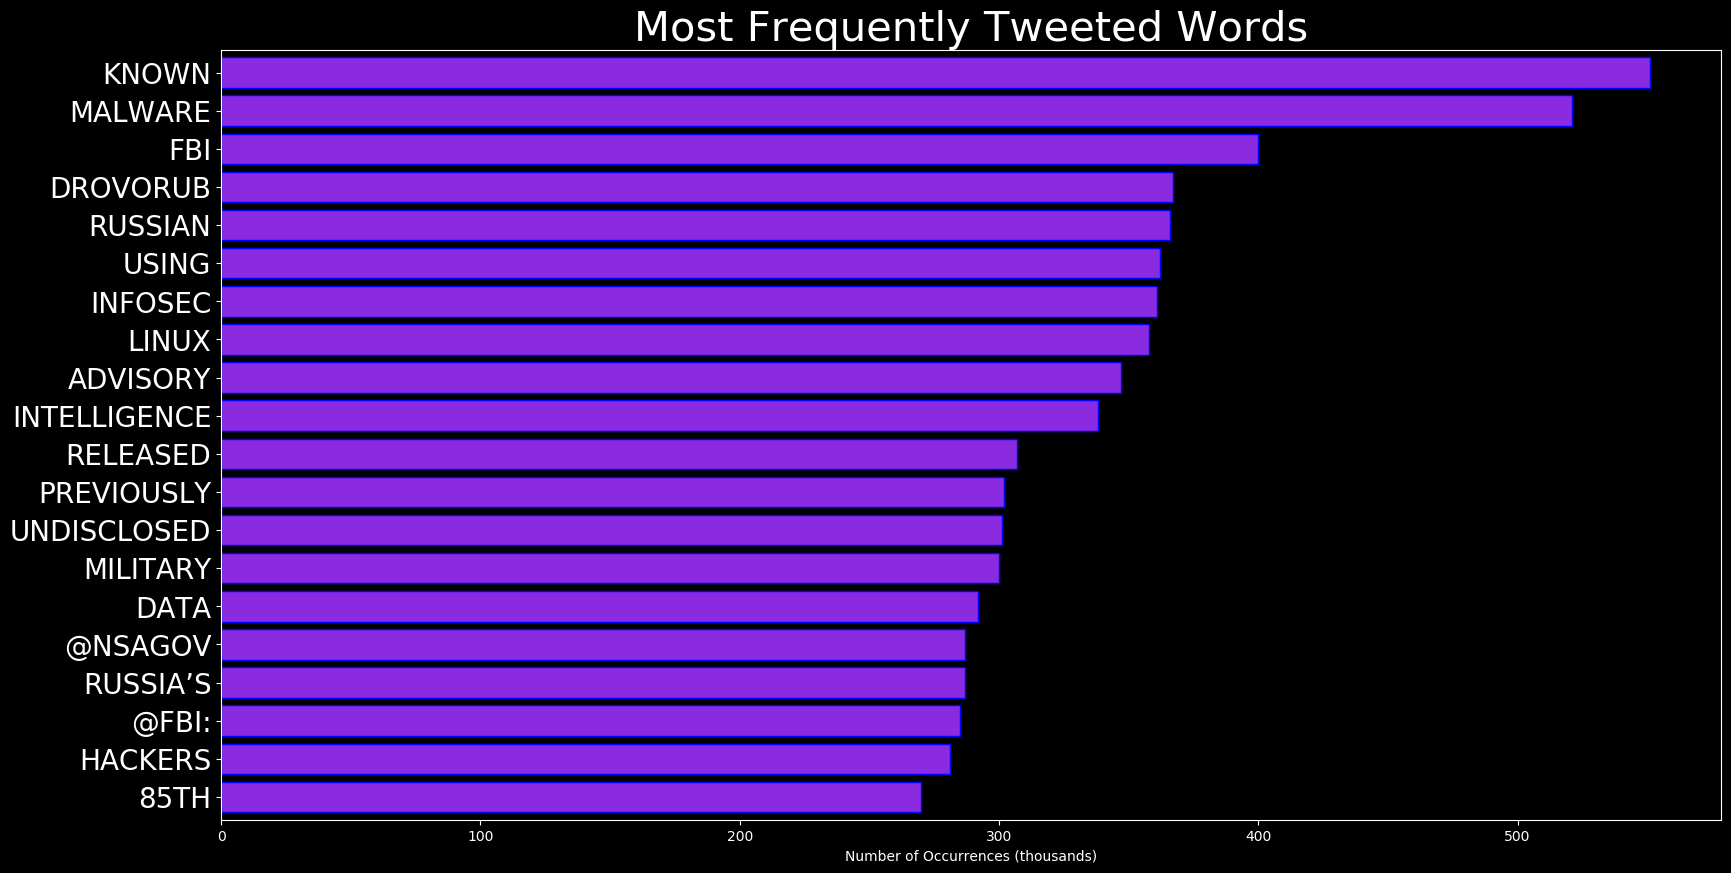 Most Frequently Tweeted Words
KNOWN
MALWARE
FBI
DROVORUB
RUSSIAN
USING
INFOSEC
LINUX
ADVISORY
INTELLIGENCE
RELEASED
PREVIOUSLY
UNDISCLOSED
MILITARY
DATA
@NSAGOV
RUSSIA’S
@FBI:
HACKERS
85TH
0 100 200 300 400 500
Number of Occurrences (thousands)